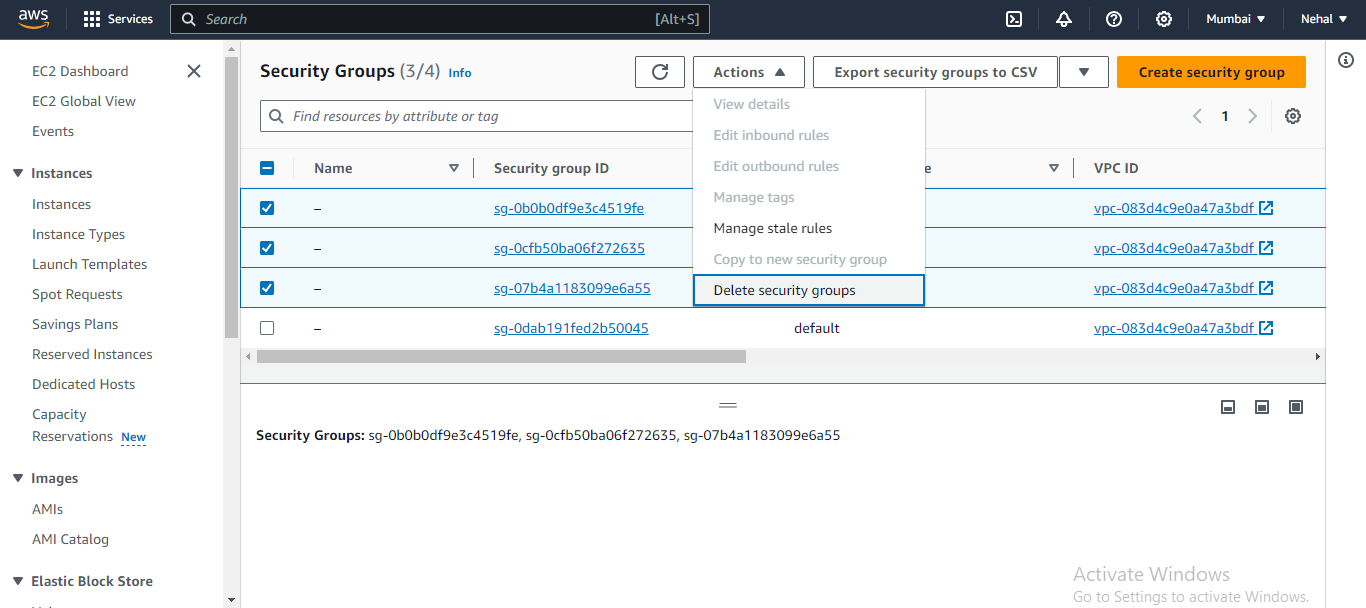 aws Services Search [Alt+S] Mumbai Nehal
EC2 Dashboard
EC2 Global View
Events
Instances
Instances
Instance Types
Launch Templates
Spot Requests
Savings Plans
Reserved Instances
Dedicated Hosts
Capacity
Reservations New
Images
AMIs
AMI Catalog
Elastic Block Store
Security Groups (3/4) Info Actions Export security groups to CSV Create security group
Find resources by attribute or tag 1
View details
Edit inbound rules
Edit outbound rules
Manage tags
Manage stale rules
Copy to new security group
Delete security groups
Name Security group ID e VPC ID
– sg-0b0b0df9e3c4519fe vpc-083d4c9e0a47a3bdf
– sg-0cfb50ba06f272635 vpc-083d4c9e0a47a3bdf
– sg-07b4a1183099e6a55 vpc-083d4c9e0a47a3bdf
– sg-0dab191fed2b50045 default vpc-083d4c9e0a47a3bdf
Security Groups: sg-0b0b0df9e3c4519fe, sg-0cfb50ba06f272635, sg-07b4a1183099e6a55
Activate Windows
Go to Settings to activate Windows.